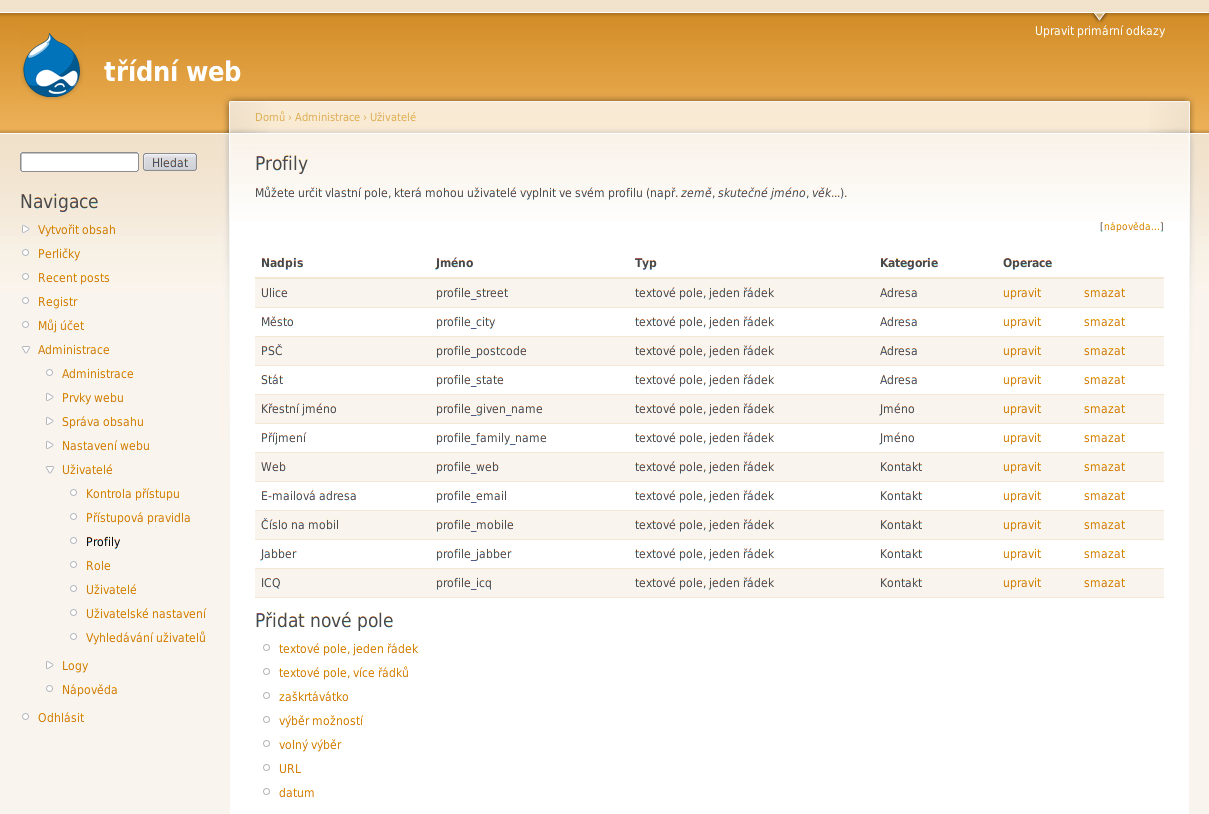 Upravit primární odkazy
třídní web
Domů › Administrace › Uživatelé
Hledat
Navigace
Vytvořit obsah
Perličky
Recent posts
Registr
Můj účet
Administrace
Administrace
Prvky webu
Správa obsahu
Nastavení webu
Uživatelé
Kontrola přístupu
Přístupová pravidla
Profily
Role
Uživatelé
Uživatelské nastavení
Vyhledávání uživatelů
Logy
Nápověda
Odhlásit
Profily
Můžete určit vlastní pole, která mohou uživatelé vyplnit ve svém profilu (např. země, skutečné jméno, věk...).
[nápověda...]
Nadpis Jméno Typ Kategorie Operace
Ulice profile_street textové pole, jeden řádek Adresa upravit smazat
Město profile_city textové pole, jeden řádek Adresa upravit smazat
PSČ profile_postcode textové pole, jeden řádek Adresa upravit smazat
Stát profile_state textové pole, jeden řádek Adresa upravit smazat
Křestní jméno profile_given_name textové pole, jeden řádek Jméno upravit smazat
Příjmení profile_family_name textové pole, jeden řádek Jméno upravit smazat
Web profile_web textové pole, jeden řádek Kontakt upravit smazat
E-mailová adresa profile_email textové pole, jeden řádek Kontakt upravit smazat
Číslo na mobil profile_mobile textové pole, jeden řádek Kontakt upravit smazat
Jabber profile_jabber textové pole, jeden řádek Kontakt upravit smazat
ICQ profile_icq textové pole, jeden řádek Kontakt upravit smazat
Přidat nové pole
textové pole, jeden řádek
textové pole, více řádků
zaškrtávátko
výběr možností
volný výběr
URL
datum